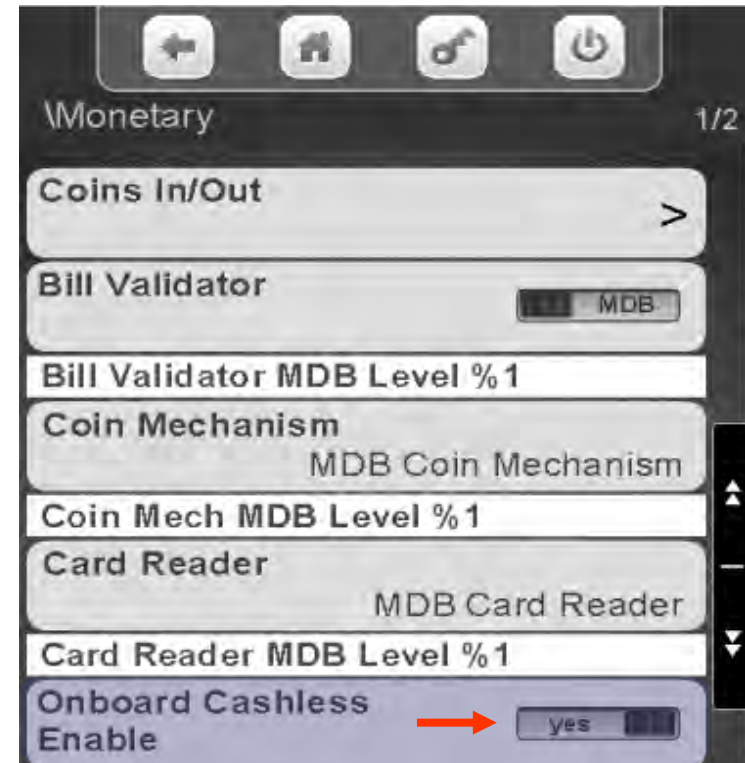 \Monetary 1/2
Coins In/Out >
Bill Validator
MDB
Bill Validator MDB Level %1
Coin Mechanism
MDB Coin Mechanism
Coin Mech MDB Level %1
Card Reader
MDB Card Reader
Card Reader MDB Level %1
Onboard Cashless
Enable
yes